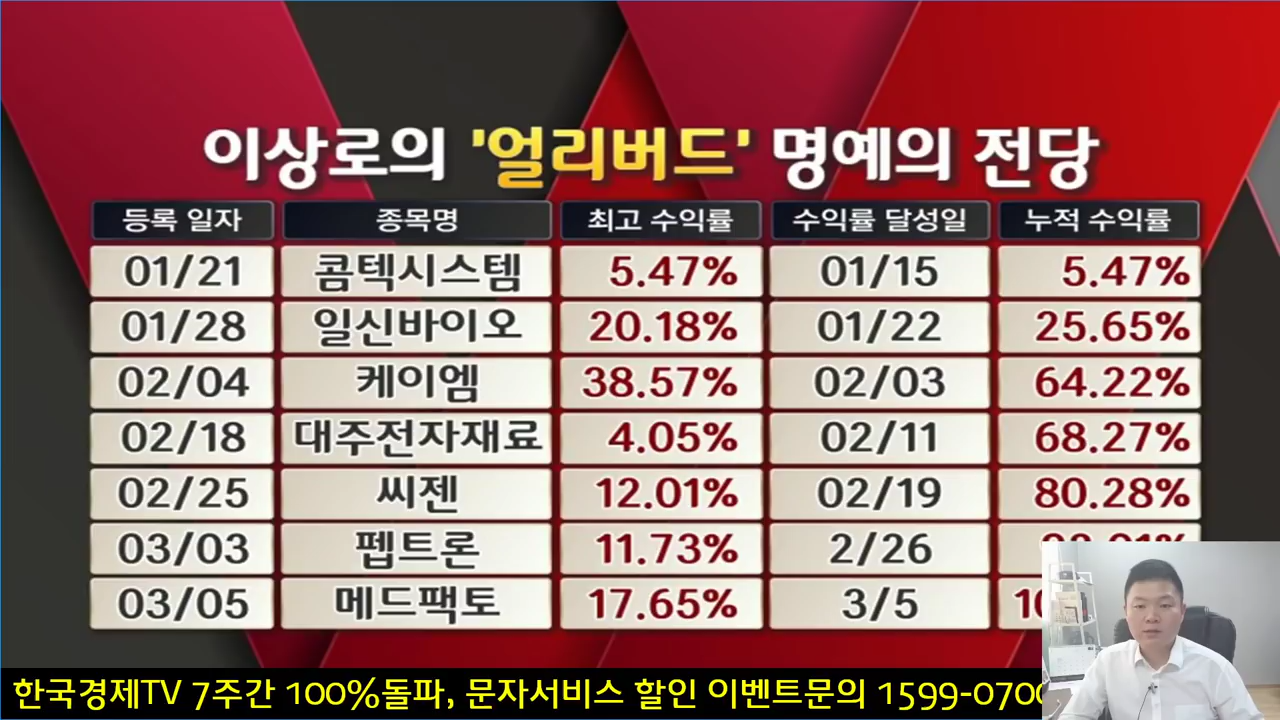 이상로의 '얼리버드' 명예의 전당
등록 일자 종목명 최고 수익률 수익률 달성일 누적 수익률
01/21 콤텍시스템 5.47% 01/15 5.47%
01/28 일신바이오 20.18% 01/22 25.65%
02/04 케이엠 38.57% 02/03 64.22%
02/18 대주전자재료 4.05% 02/11 68.27%
02/25 씨젠 12.01% 02/19 80.28%
03/03 펩트론 11.73% 2/26
03/05 메드팩토 17.65% 3/5
한국경제TV 7주간 100%돌파, 문자서비스 할인 이벤트문의 1599-0700